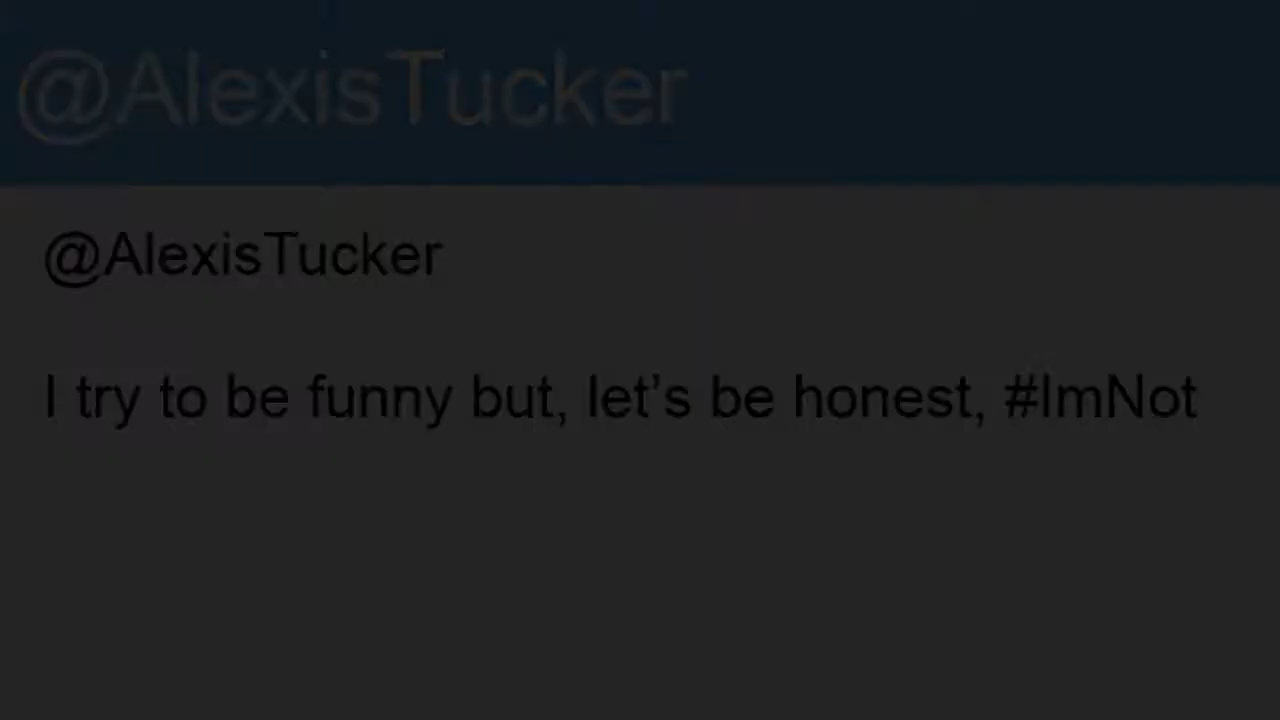 @AlexisTucker
@AlexisTucker
I try to be funny but, let's be honest, #ImNot